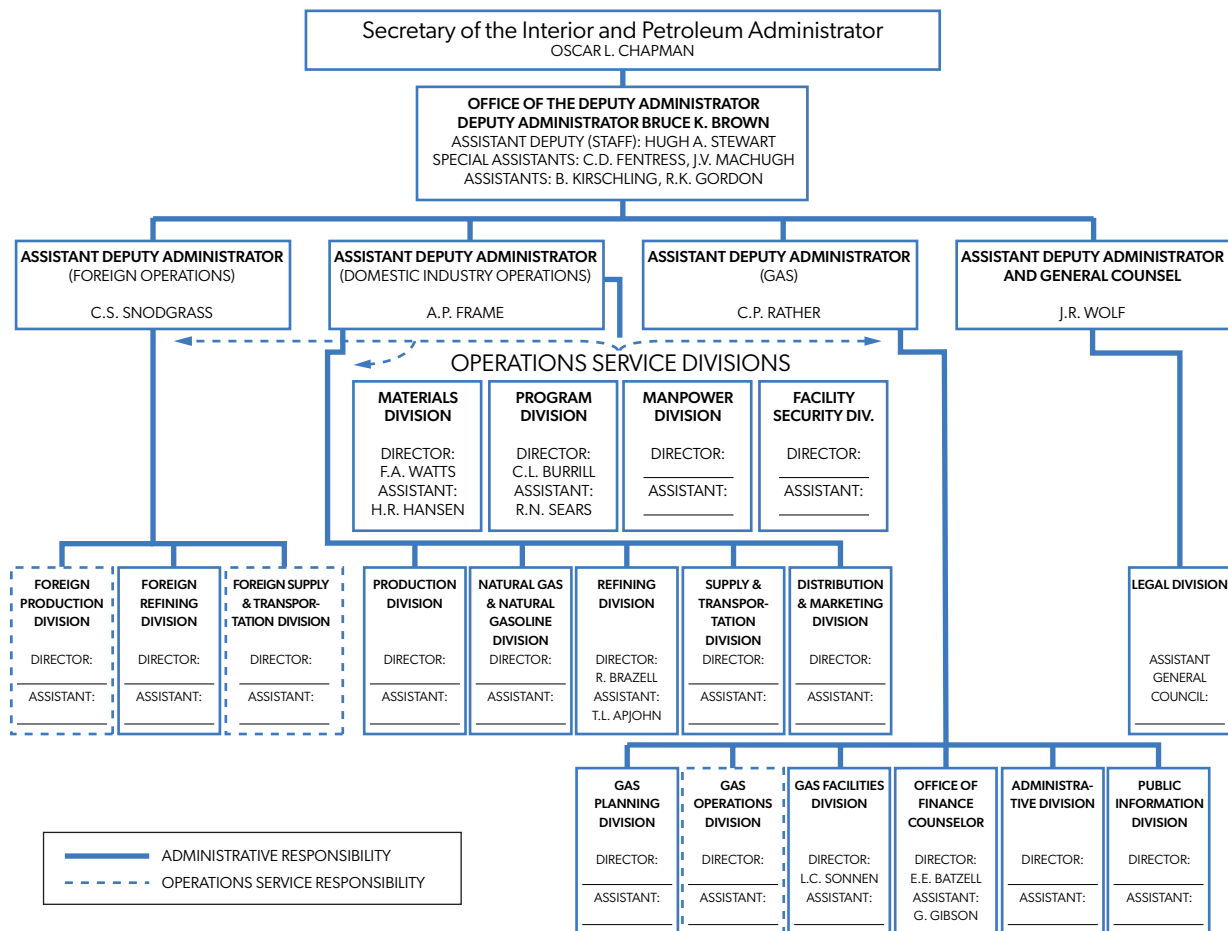 Secretary of the Interior and Petroleum Administrator
OSCAR L. CHAPMAN
OFFICE OF THE DEPUTY ADMINISTRATOR
DEPUTY ADMINISTRATOR BRUCE K. BROWN
ASSISTANT DEPUTY (STAFF): HUGH A. STEWART
SPECIAL ASSISTANTS: C.D. FENTRESS, J.V. MACHUGH
ASSISTANTS: B. KIRSCHLING, R.K. GORDON
ASSISTANT DEPUTY ADMINISTRATOR
(FOREIGN OPERATIONS)
C.S. SNODGRASS
ASSISTANT DEPUTY ADMINISTRATOR
(DOMESTIC INDUSTRY OPERATIONS)
A.P. FRAME
ASSISTANT DEPUTY ADMINISTRATOR
(GAS)
C.P. RATHER
ASSISTANT DEPUTY ADMINISTRATOR
AND GENERAL COUNSEL
J.R. WOLF
OPERATIONS SERVICE DIVISIONS
MATERIALS
DIVISION
DIRECTOR:
F.A. WATTS
ASSISTANT:
H.R. HANSEN
PROGRAM
DIVISION
DIRECTOR:
C.L. BURRILL
ASSISTANT:
R.N. SEARS
MANPOWER
DIVISION
DIRECTOR:
ASSISTANT:
FACILITY
SECURITY DIV.
DIRECTOR:
ASSISTANT:
FOREIGN
PRODUCTION
DIVISION
DIRECTOR:
ASSISTANT:
FOREIGN
REFINING
DIVISION
DIRECTOR:
ASSISTANT:
FOREIGN SUPPLY
& TRANSPOR-
TATION DIVISION
DIRECTOR:
ASSISTANT:
PRODUCTION
DIVISION
DIRECTOR:
ASSISTANT:
NATURAL GAS
& NATURAL
GASOLINE
DIVISION
DIRECTOR:
ASSISTANT:
REFINING
DIVISION
DIRECTOR:
R. BRAZELL
ASSISTANT:
T.L. APJOHN
SUPPLY &
TRANSPOR-
TATION
DIVISION
DIRECTOR:
ASSISTANT:
DISTRIBUTION
& MARKETING
DIVISION
DIRECTOR:
ASSISTANT:
LEGAL DIVISION
ASSISTANT
GENERAL
COUNCIL:
GAS
PLANNING
DIVISION
DIRECTOR:
ASSISTANT:
GAS
OPERATIONS
DIVISION
DIRECTOR:
ASSISTANT:
GAS FACILITIES
DIVISION
DIRECTOR:
L.C. SONNEN
ASSISTANT:
OFFICE OF
FINANCE
COUNSELOR
DIRECTOR:
E.E. BATZELL
ASSISTANT:
G. GIBSON
ADMINISTRA-
TIVE DIVISION
DIRECTOR:
ASSISTANT:
PUBLIC
INFORMATION
DIVISION
DIRECTOR:
ASSISTANT:
ADMINISTRATIVE RESPONSIBILITY
OPERATIONS SERVICE RESPONSIBILITY